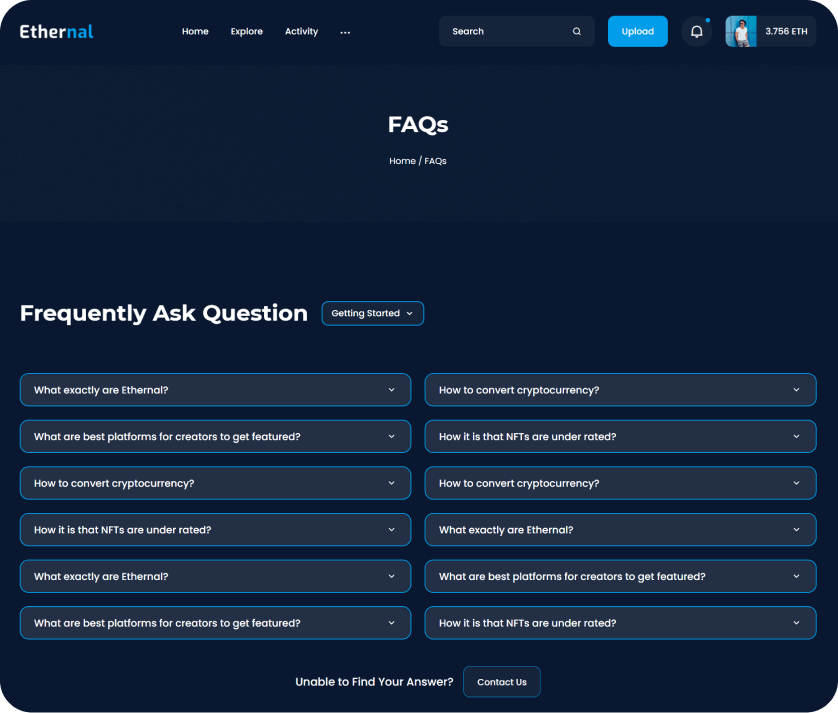 Ethernal
Home Explore Activity ...
Search
Upload
3.756 ETH
FAQs
Home / FAQs
Frequently Ask Question
Getting Started
What exactly are Ethernal?
How to convert cryptocurrency?
What are best platforms for creators to get featured?
How it is that NFTs are under rated?
How to convert cryptocurrency?
How to convert cryptocurrency?
How it is that NFTs are under rated?
What exactly are Ethernal?
What exactly are Ethernal?
What are best platforms for creators to get featured?
What are best platforms for creators to get featured?
How it is that NFTs are under rated?
Unable to Find Your Answer?
Contact Us